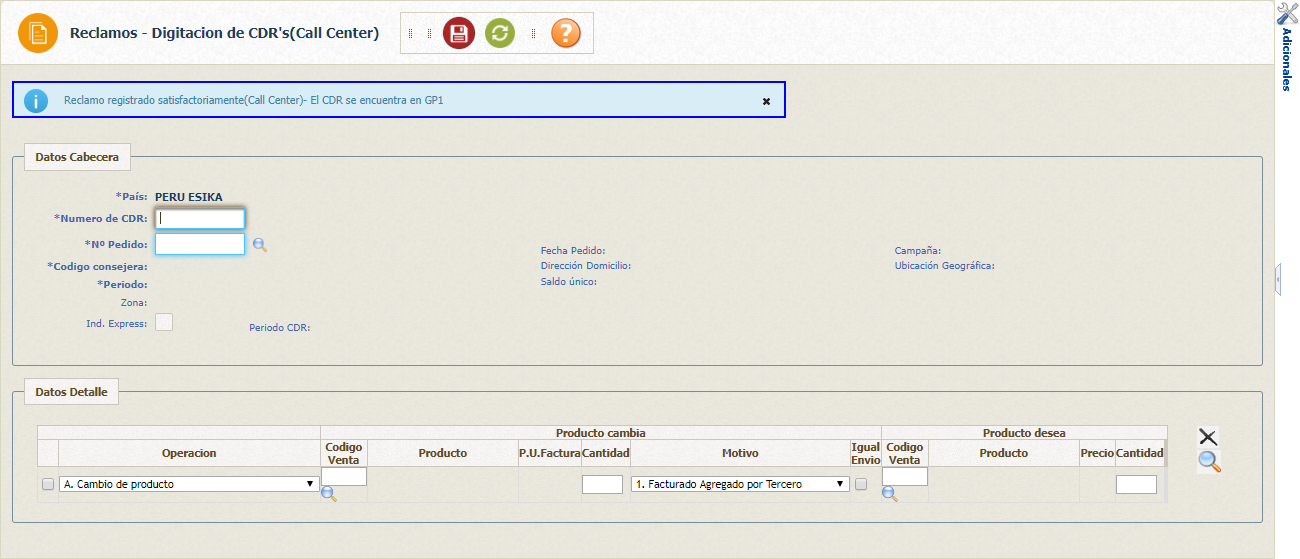 Reclamos - Digitacion de CDR's(Call Center)
Adicionales
Reclamo registrado satisfactoriamente(Call Center)- El CDR se encuentra en GP1
Datos Cabecera
*País: PERU ESIKA
*Numero de CDR:
*Nº Pedido:
Fecha Pedido: Campaña:
*Codigo consejera: Dirección Domicilio: Ubicación Geográfica:
*Periodo: Saldo único:
Zona:
Ind. Express: Periodo CDR:
Datos Detalle
Producto cambia Producto desea
Operacion Codigo Venta Producto P.U.Factura Cantidad Motivo Igual Envio Codigo Venta Producto Precio Cantidad
A. Cambio de producto 1. Facturado Agregado por Tercero